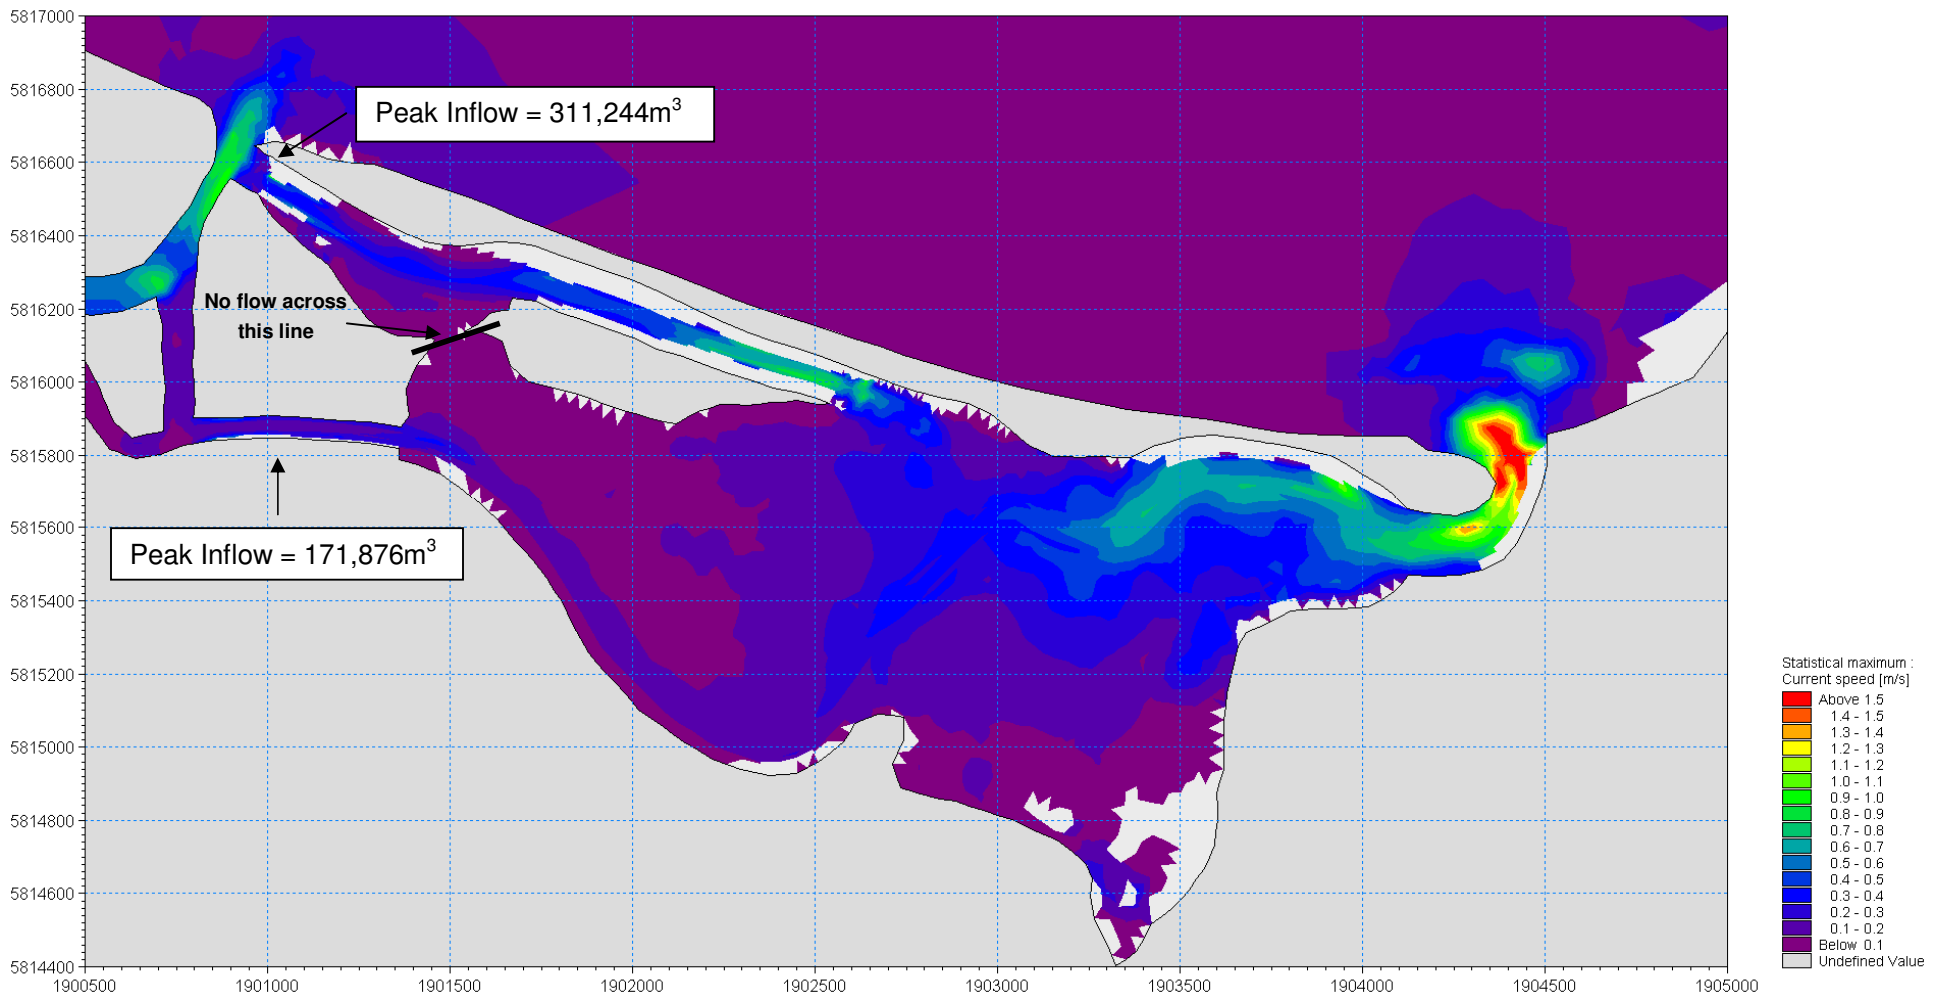 5817000
5816800
5816600
5816400
5816200
5816000
5815800
5815600
5815400
5815200
5815000
5814800
5814600
5814400
Peak Inflow = 311,244m³
No flow across
this line
Peak Inflow = 171,876m³
1900500 1901000 1901500 1902000 1902500 1903000 1903500 1904000 1904500 1905000
Statistical maximum :
Current speed [m/s]
Above 1.5
1.4 - 1.5
1.3 - 1.4
1.2 - 1.3
1.1 - 1.2
1.0 - 1.1
0.9 - 1.0
0.8 - 0.9
0.7 - 0.8
0.6 - 0.7
0.5 - 0.6
0.4 - 0.5
0.3 - 0.4
0.2 - 0.3
0.1 - 0.2
Below 0.1
Undefined Value